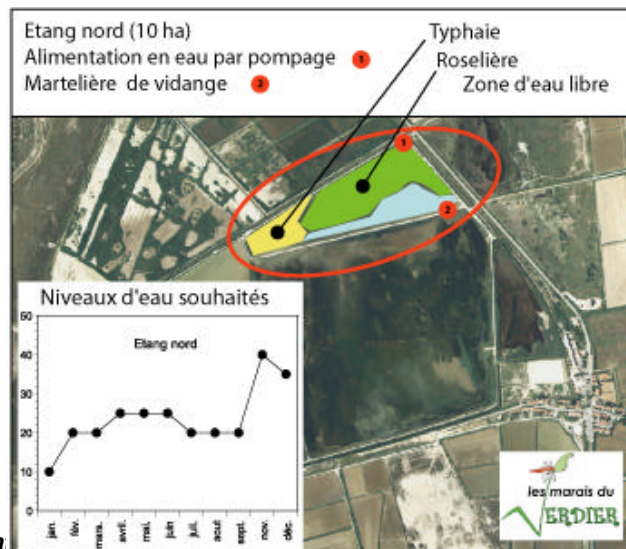 Etang nord (10 ha)
Alimentation en eau par pompage 1
Martelière de vidange 2
Typhaie
Roselière
Zone d'eau libre
1
2
Niveaux d'eau souhaités
Etang nord
50
40
30
20
10
0
jan.
fév.
mars.
avril.
mai.
juin
juil.
aout
sept.
nov.
déc.
les marais du
VERDIER